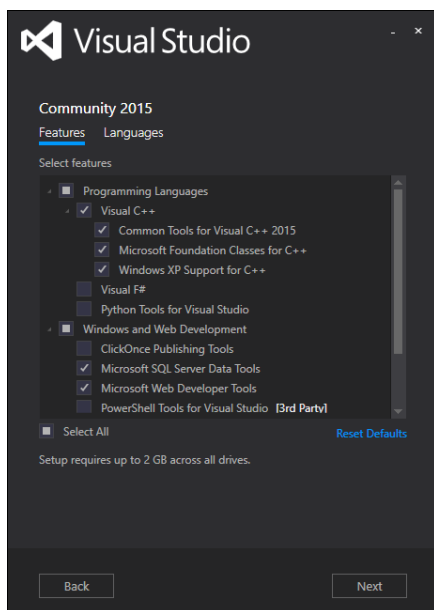 Visual Studio
Community 2015
Features Languages
Select features
Programming Languages
Visual C++
Common Tools for Visual C++ 2015
Microsoft Foundation Classes for C++
Windows XP Support for C++
Visual F#
Python Tools for Visual Studio
Windows and Web Development
ClickOnce Publishing Tools
Microsoft SQL Server Data Tools
Microsoft Web Developer Tools
PowerShell Tools for Visual Studio [3rd Party]
Select All Reset Defaults
Setup requires up to 2 GB across all drives.
Back Next